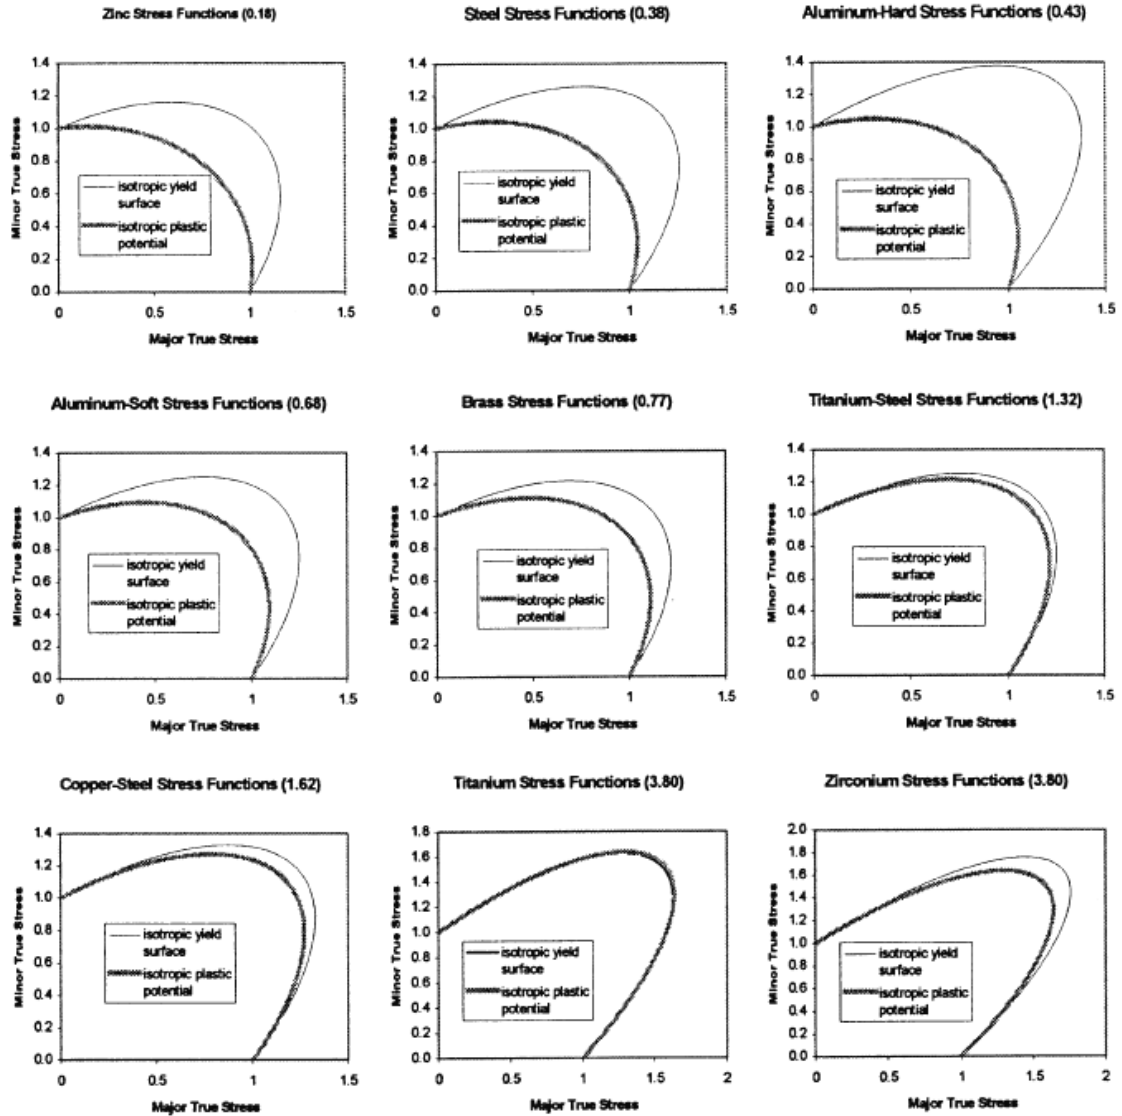 Zinc Stress Functions (0.18)
Minor True Stress
1.4
1.2
1.0
0.8
0.6
0.4
0.2
0.0
isotropic yield
surface
isotropic plastic
potential
0
0.5
1
1.5
Major True Stress
Steel Stress Functions (0.38)
Minor True Stress
1.4
1.2
1.0
0.8
0.6
0.4
0.2
0.0
isotropic yield
surface
isotropic plastic
potential
0
0.5
1
1.5
Major True Stress
Aluminum-Hard Stress Functions (0.43)
Minor True Stress
1.4
1.2
1.0
0.8
0.6
0.4
0.2
0.0
isotropic yield
surface
isotropic plastic
potential
0
0.5
1
1.5
Major True Stress
Aluminum-Soft Stress Functions (0.68)
Minor True Stress
1.4
1.2
1.0
0.8
0.6
0.4
0.2
0.0
isotropic yield
surface
isotropic plastic
potential
0
0.5
1
1.5
Major True Stress
Brass Stress Functions (0.77)
Minor True Stress
1.4
1.2
1.0
0.8
0.6
0.4
0.2
0.0
isotropic yield
surface
isotropic plastic
potential
0
0.5
1
1.5
Major True Stress
Titanium-Steel Stress Functions (1.32)
Minor True Stress
1.4
1.2
1.0
0.8
0.6
0.4
0.2
0.0
isotropic yield
surface
isotropic plastic
potential
0
0.5
1
1.5
Major True Stress
Copper-Steel Stress Functions (1.62)
Minor True Stress
1.4
1.2
1.0
0.8
0.6
0.4
0.2
0.0
isotropic yield
surface
isotropic plastic
potential
0
0.5
1
1.5
Major True Stress
Titanium Stress Functions (3.80)
Minor True Stress
1.8
1.6
1.4
1.2
1.0
0.8
0.6
0.4
0.2
0.0
isotropic yield
surface
isotropic plastic
potential
0
0.5
1
1.5
2
Major True Stress
Zirconium Stress Functions (3.80)
Minor True Stress
2.0
1.8
1.6
1.4
1.2
1.0
0.8
0.6
0.4
0.2
0.0
isotropic yield
surface
isotropic plastic
potential
0
0.5
1
1.5
2
Major True Stress